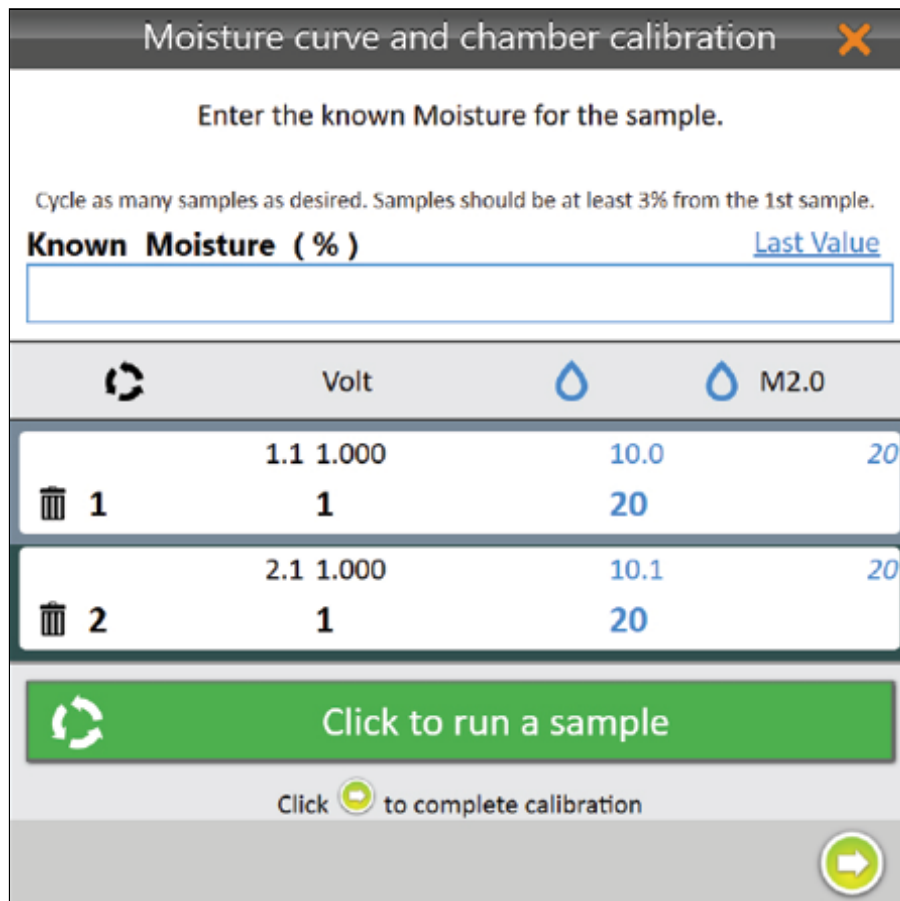 Moisture curve and chamber calibration
Enter the known Moisture for the sample.
Cycle as many samples as desired. Samples should be at least 3% from the 1st sample.
Known Moisture (%) Last Value
Volt M2.0
1.1 1.000 10.0 20
1 1 20
2.1 1.000 10.1 20
2 1 20
Click to run a sample
Click to complete calibration